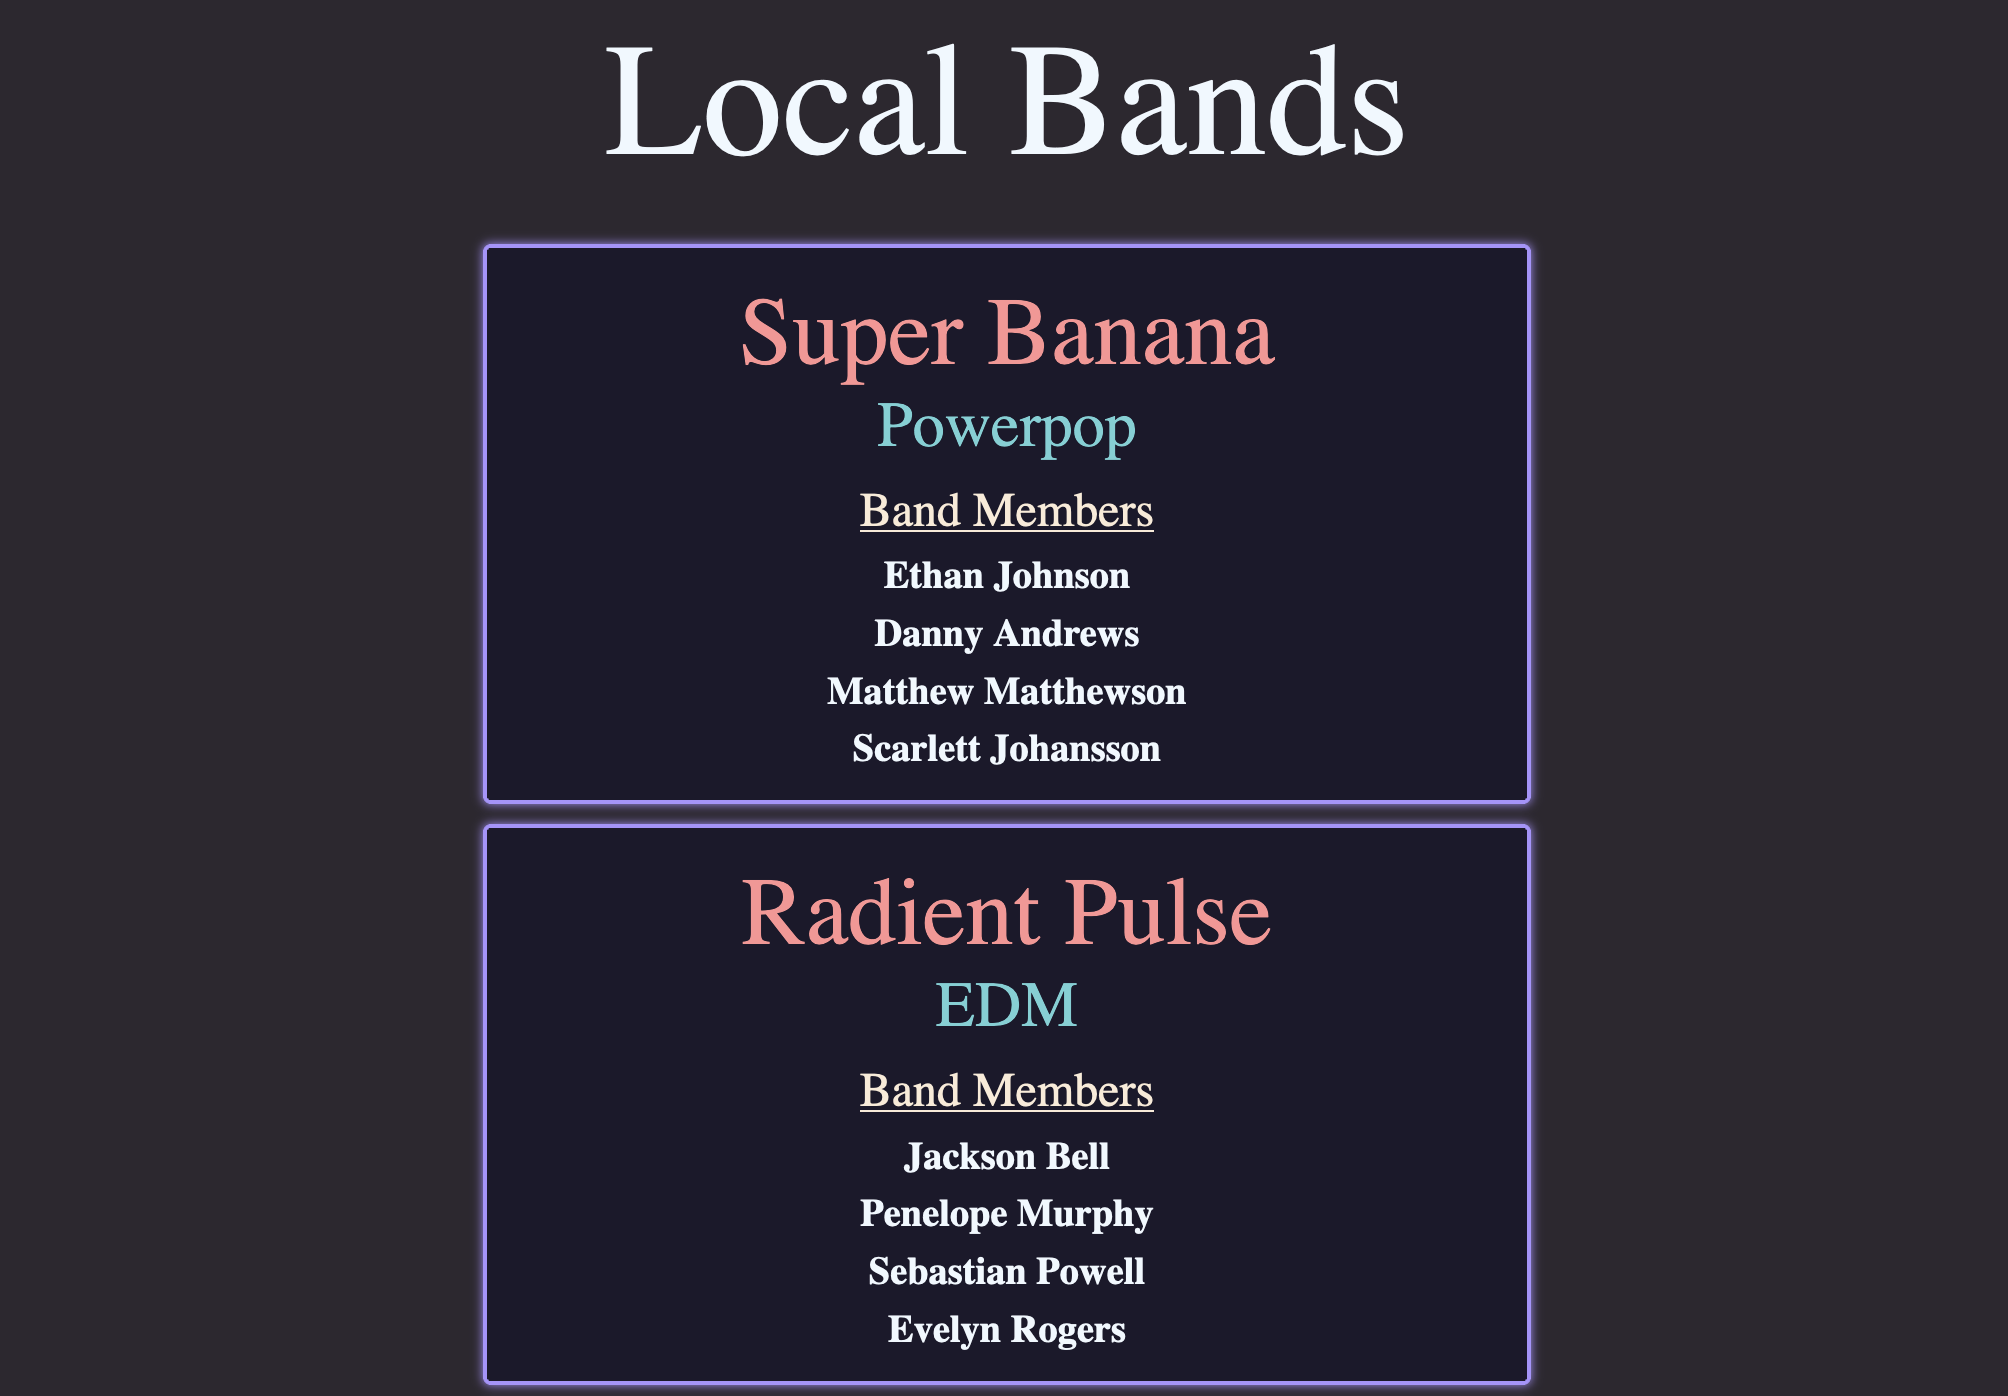 Local Bands
Super Banana
Powerpop
Band Members
Ethan Johnson
Danny Andrews
Matthew Matthewson
Scarlett Johansson
Radient Pulse
EDM
Band Members
Jackson Bell
Penelope Murphy
Sebastian Powell
Evelyn Rogers